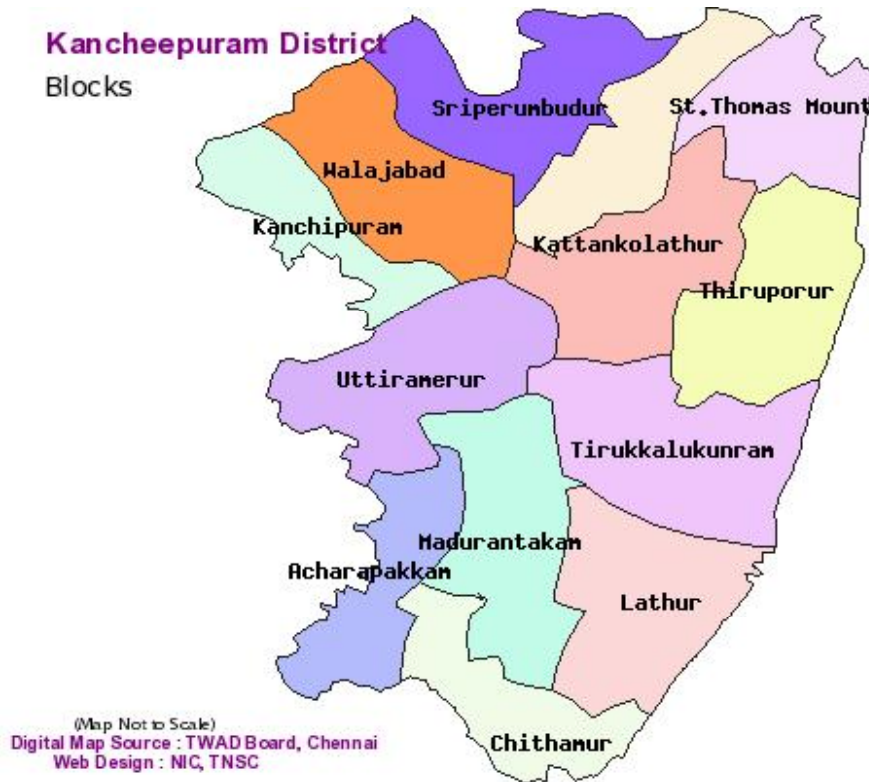 Kancheepuram District
Blocks
Sriperumbudur
St.Thomas Mount
Walajabad
Kanchipuram
Kattankolathur
Thiruporur
Uttiramerur
Tirukkalukunram
Madurantakam
Acharapakkam
Lathur
Chithamur
(Map Not to Scale)
Digital Map Source : TWAD Board, Chennai
Web Design : NIC, TNSC